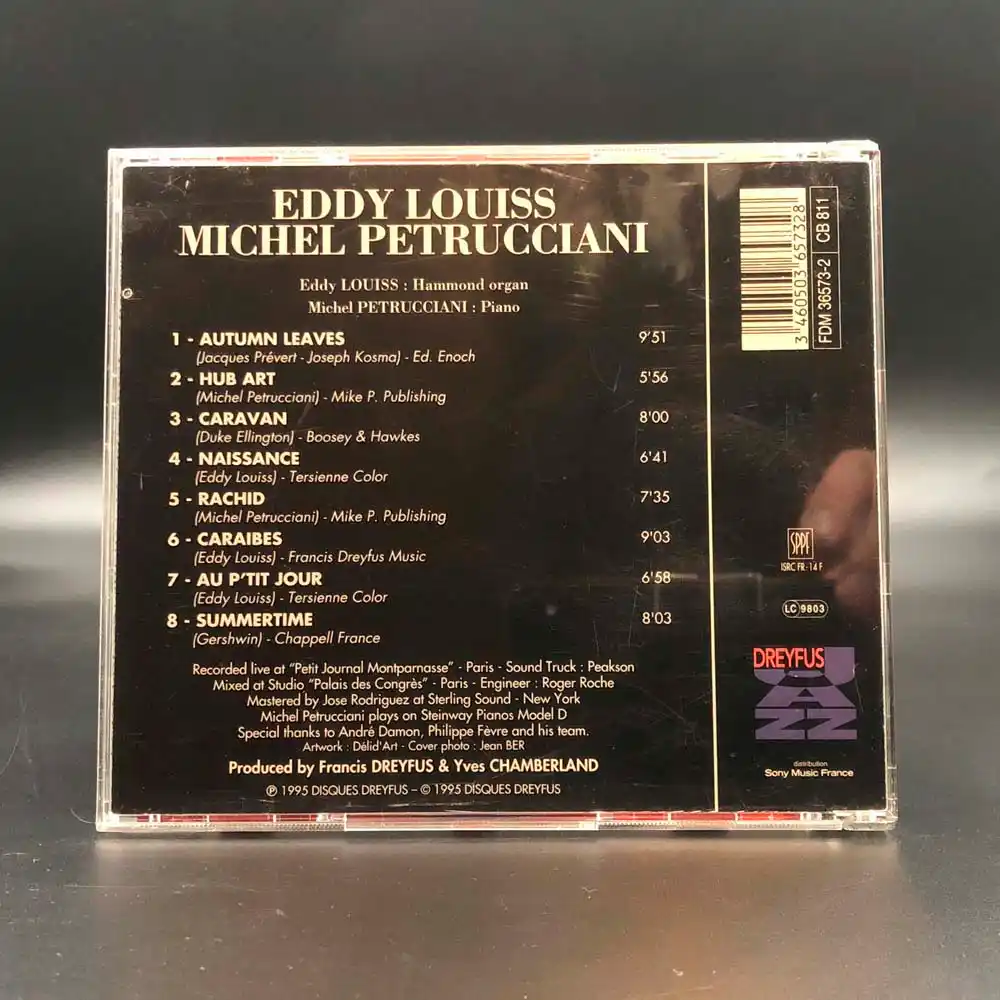 EDDY LOUISS
MICHEL PETRUCCIANI
Eddy LOUISS : Hammond organ
Michel PETRUCCIANI : Piano
1 - AUTUMN LEAVES 9'51
(Jacques Prévert - Joseph Kosma) - Ed. Enoch
2 - HUB ART 5'56
(Michel Petrucciani) - Mike P. Publishing
3 - CARAVAN 8'00
(Duke Ellington) - Boosey & Hawkes
4 - NAISSANCE 6'41
(Eddy Louiss) - Tersienne Color
5 - RACHID 7'35
(Michel Petrucciani) - Mike P. Publishing
6 - CARAIBES 9'03
(Eddy Louiss) - Francis Dreyfus Music
7 - AU P'TIT JOUR 6'58
(Eddy Louiss) - Tersienne Color
8 - SUMMERTIME 8'03
(Gershwin) - Chappell France
Recorded live at "Petit Journal Montparnasse" - Paris - Sound Truck : Peakson
Mixed at Studio "Palais des Congrès" - Paris - Engineer : Roger Roche
Mastered by Jose Rodriguez at Sterling Sound - New York
Michel Petrucciani plays on Steinway Pianos Model D
Special thanks to André Damon, Philippe Fèvre and his team.
Artwork : Délid'Art - Cover photo : Jean BER
Produced by Francis DREYFUS & Yves CHAMBERLAND
℗ 1995 DISQUES DREYFUS – © 1995 DISQUES DREYFUS
3 460503 657328
FDM 36573-2 CB 811
SPPF
ISRC FR.-14 F
LC 9803
DREYFUS
JAZZ
distribution
Sony Music France